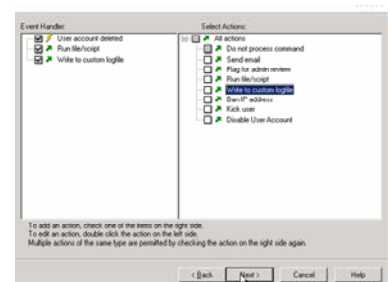 Event Handler:
User account deleted
Run file/script
Write to custom logfile
Select Actions:
All actions
Do not process command
Send email
Flag for admin review
Run file/script
Write to custom logfile
Ban IP address
Kick user
Disable User Account
To add an action, check one of the items on the right side.
To edit an action, double click the action on the left side.
Multiple actions of the same type are permitted by checking the action on the right side again.
< Back
Next >
Cancel
Help